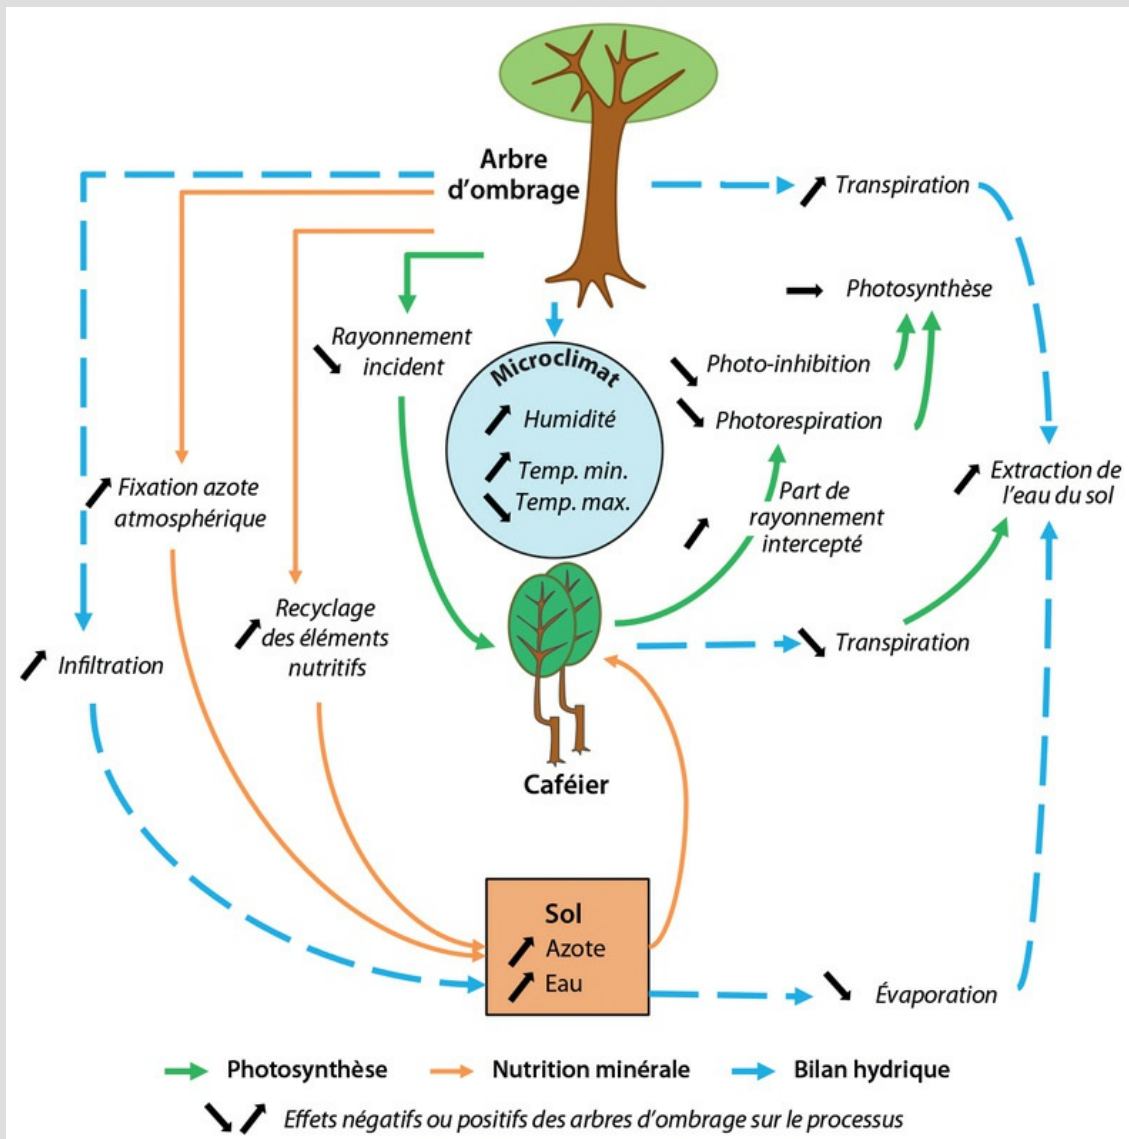 Arbre
d'ombrage
Transpiration
Photosynthèse
Rayonnement
incident
Microclimat
Humidité
Temp. min.
Temp. max.
Photo-inhibition
Photorespiration
Fixation azote
atmosphérique
Part de
rayonnement
intercepté
Extraction de
l'eau du sol
Recyclage
des éléments
nutritifs
Infiltration
Transpiration
Caféier
Sol
Azote
Eau
Évaporation
Photosynthèse
Nutrition minérale
Bilan hydrique
Effets négatifs ou positifs des arbres d'ombrage sur le processus